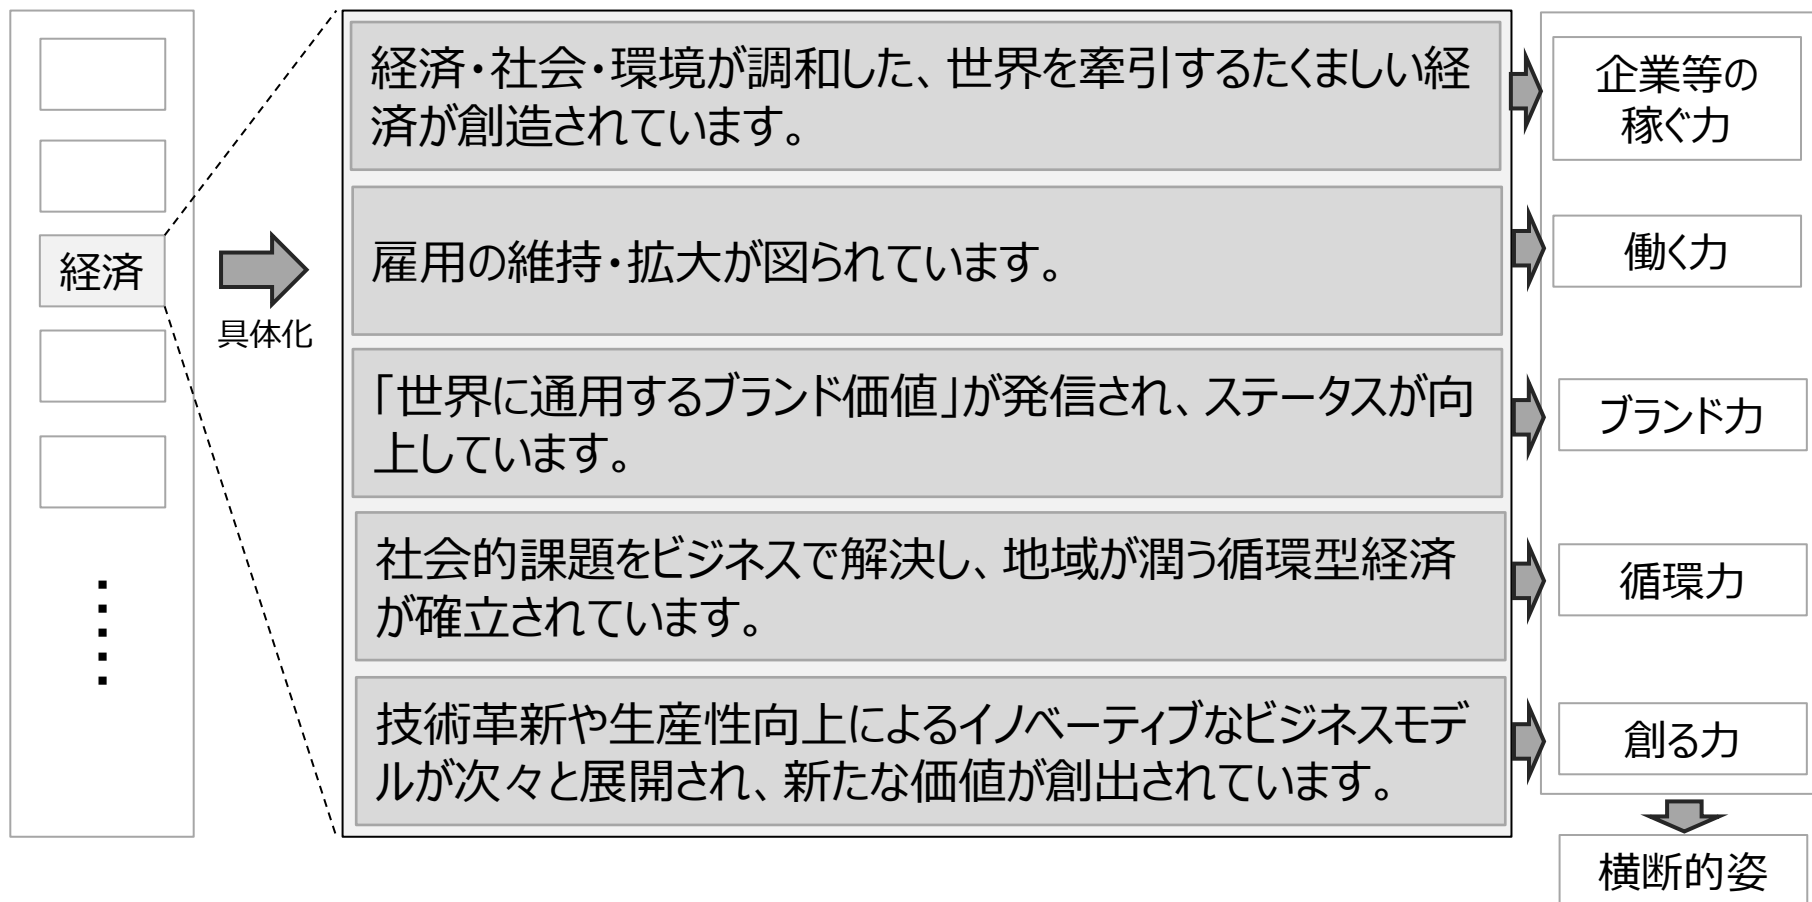 経済
具体化
経済・社会・環境が調和した、世界を牽引するたくましい経
済が創造されています。
雇用の維持・拡大が図られています。
「世界に通用するブランド価値」が発信され、ステータスが向
上しています。
社会的課題をビジネスで解決し、地域が潤う循環型経済
が確立されています。
技術革新や生産性向上によるイノベーティブなビジネスモデ
ルが次々と展開され、新たな価値が創出されています。
企業等の
稼ぐ力
働く力
ブランド力
循環力
創る力
横断的姿